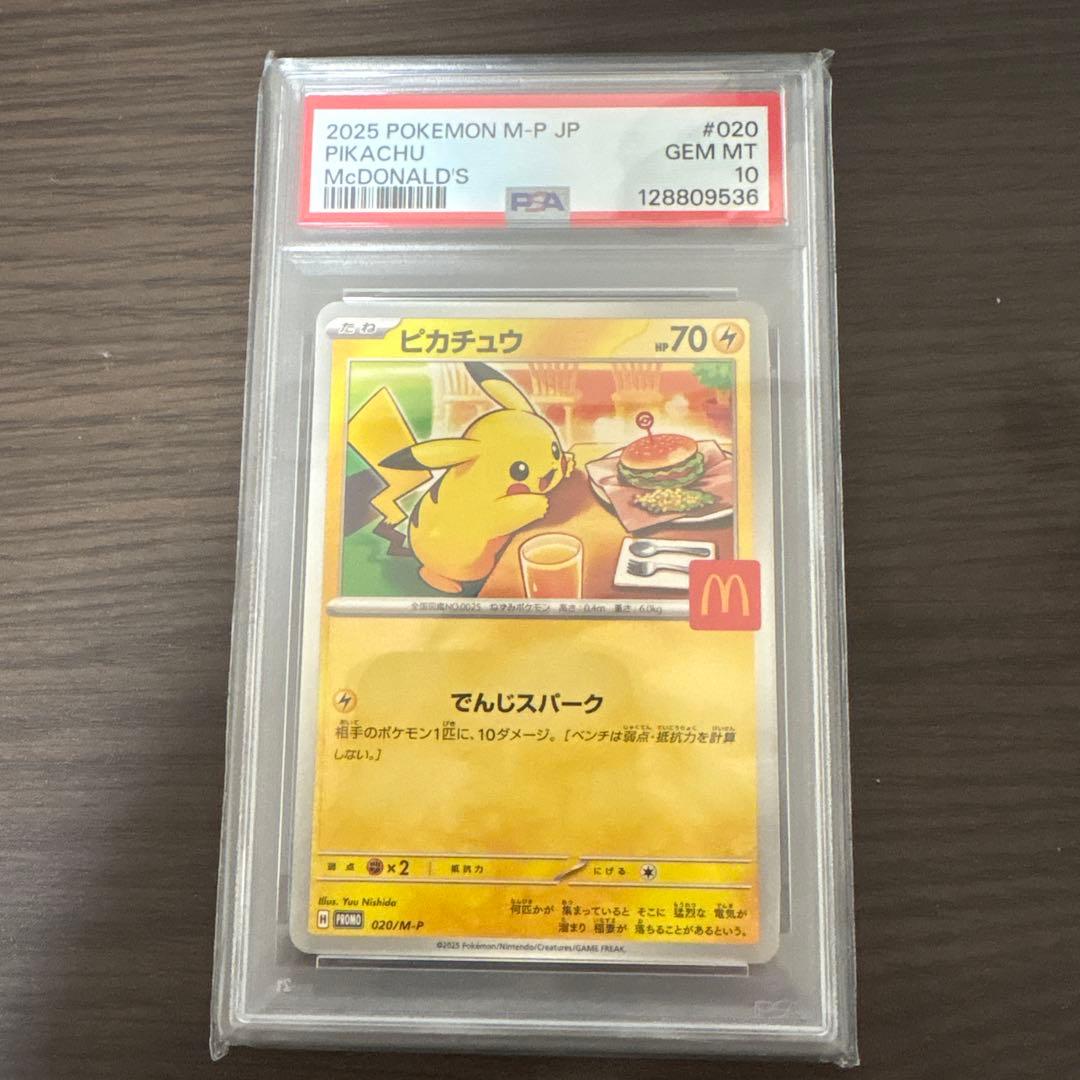 2025 POKEMON M-P JP #020
PIKACHU GEM MT
McDONALD'S 10
PSA 128809536
たね ピカチュウ HP70
全国図鑑NO.0025 ねずみポケモン 高さ:0.4m 重さ:6.0kg
でんじスパーク
相手のポケモン1匹に、10ダメージ。[ベンチは弱点・抵抗力を計算
しない。]
弱点 ×2 抵抗力 にげる
Illus. Yuu Nishida
何匹かが 集まっていると そこに 猛烈な 電気が
溜まり 稲妻が 落ちることがあるという。
H PROMO 020/M-P
©2025 Pokémon/Nintendo/Creatures/GAME FREAK.
PSA